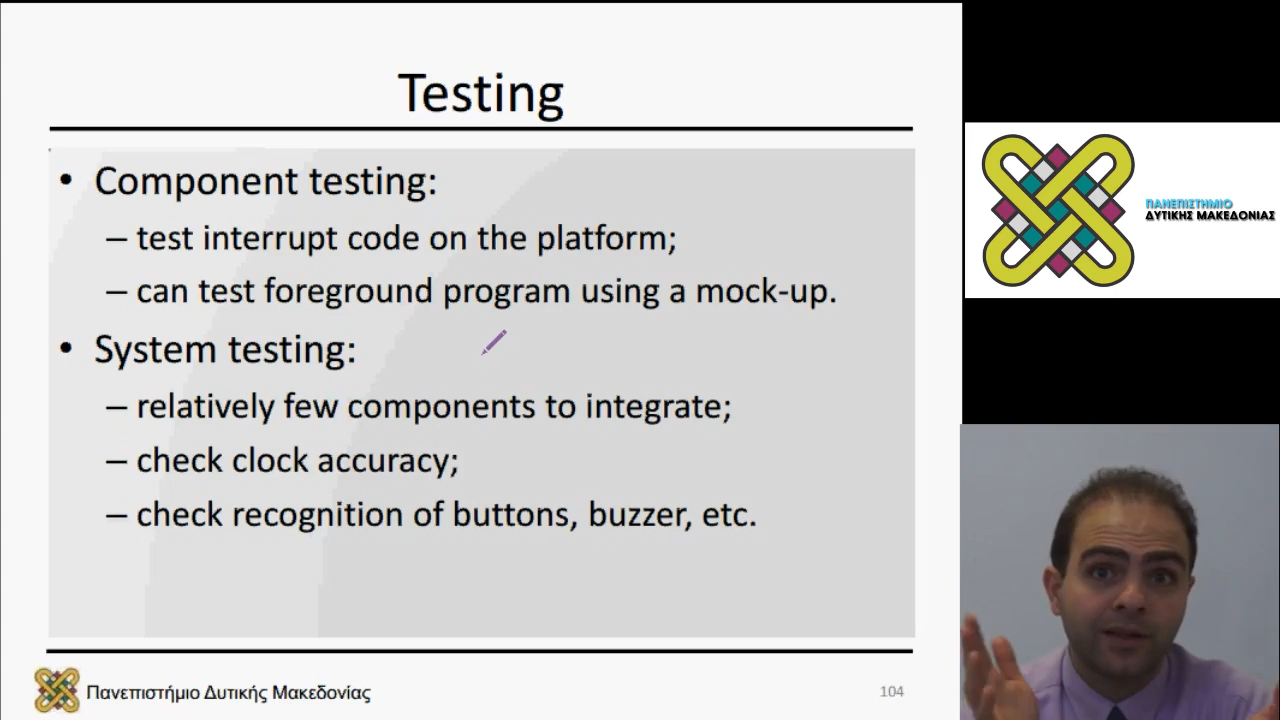 Testing
• Component testing:
– test interrupt code on the platform;
– can test foreground program using a mock-up.
• System testing:
– relatively few components to integrate;
– check clock accuracy;
– check recognition of buttons, buzzer, etc.
Πανεπιστήμιο Δυτικής Μακεδονίας
104
ΠΑΝΕΠΙΣΤΗΜΙΟ
ΔΥΤΙΚΗΣ ΜΑΚΕΔΟΝΙΑΣ